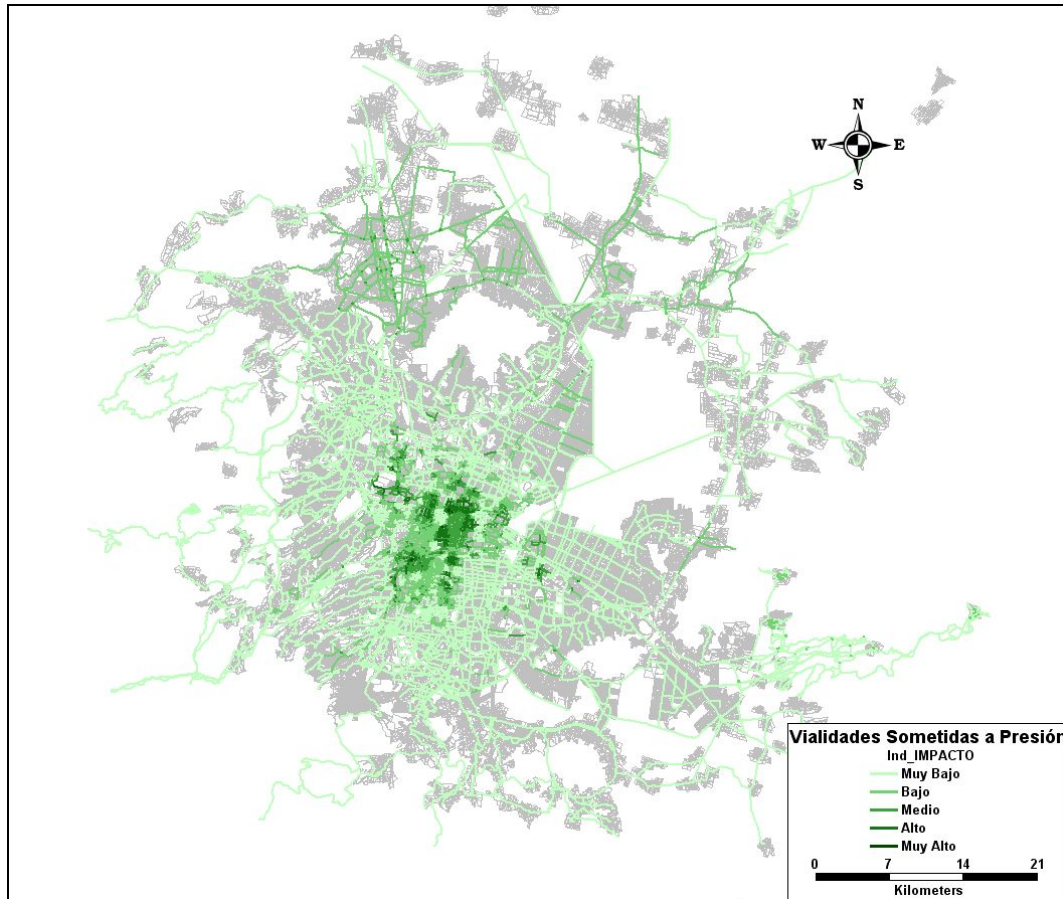 N
W E
S
Vialidades Sometidas a Presión
Ind_IMPACTO
Muy Bajo
Bajo
Medio
Alto
Muy Alto
0 7 14 21
Kilometers